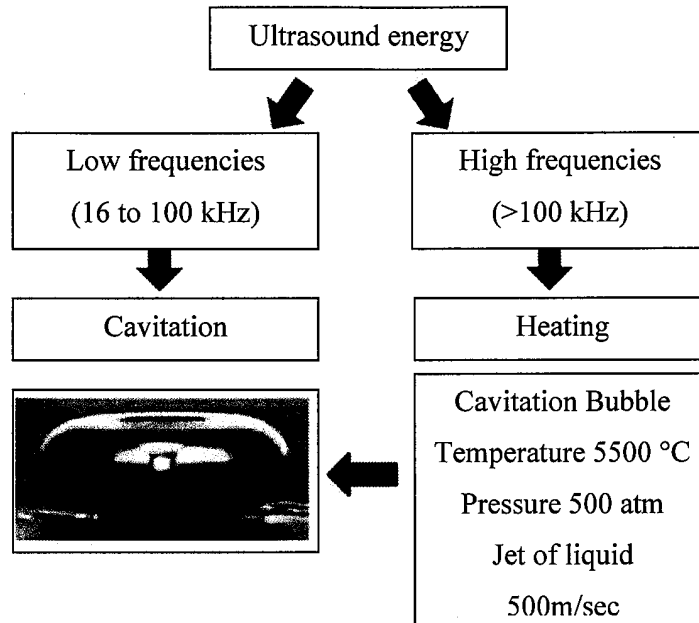 Ultrasound energy
Low frequencies
(16 to 100 kHz)
High frequencies
(>100 kHz)
Cavitation
Heating
Cavitation Bubble
Temperature 5500 °C
Pressure 500 atm
Jet of liquid
500m/sec